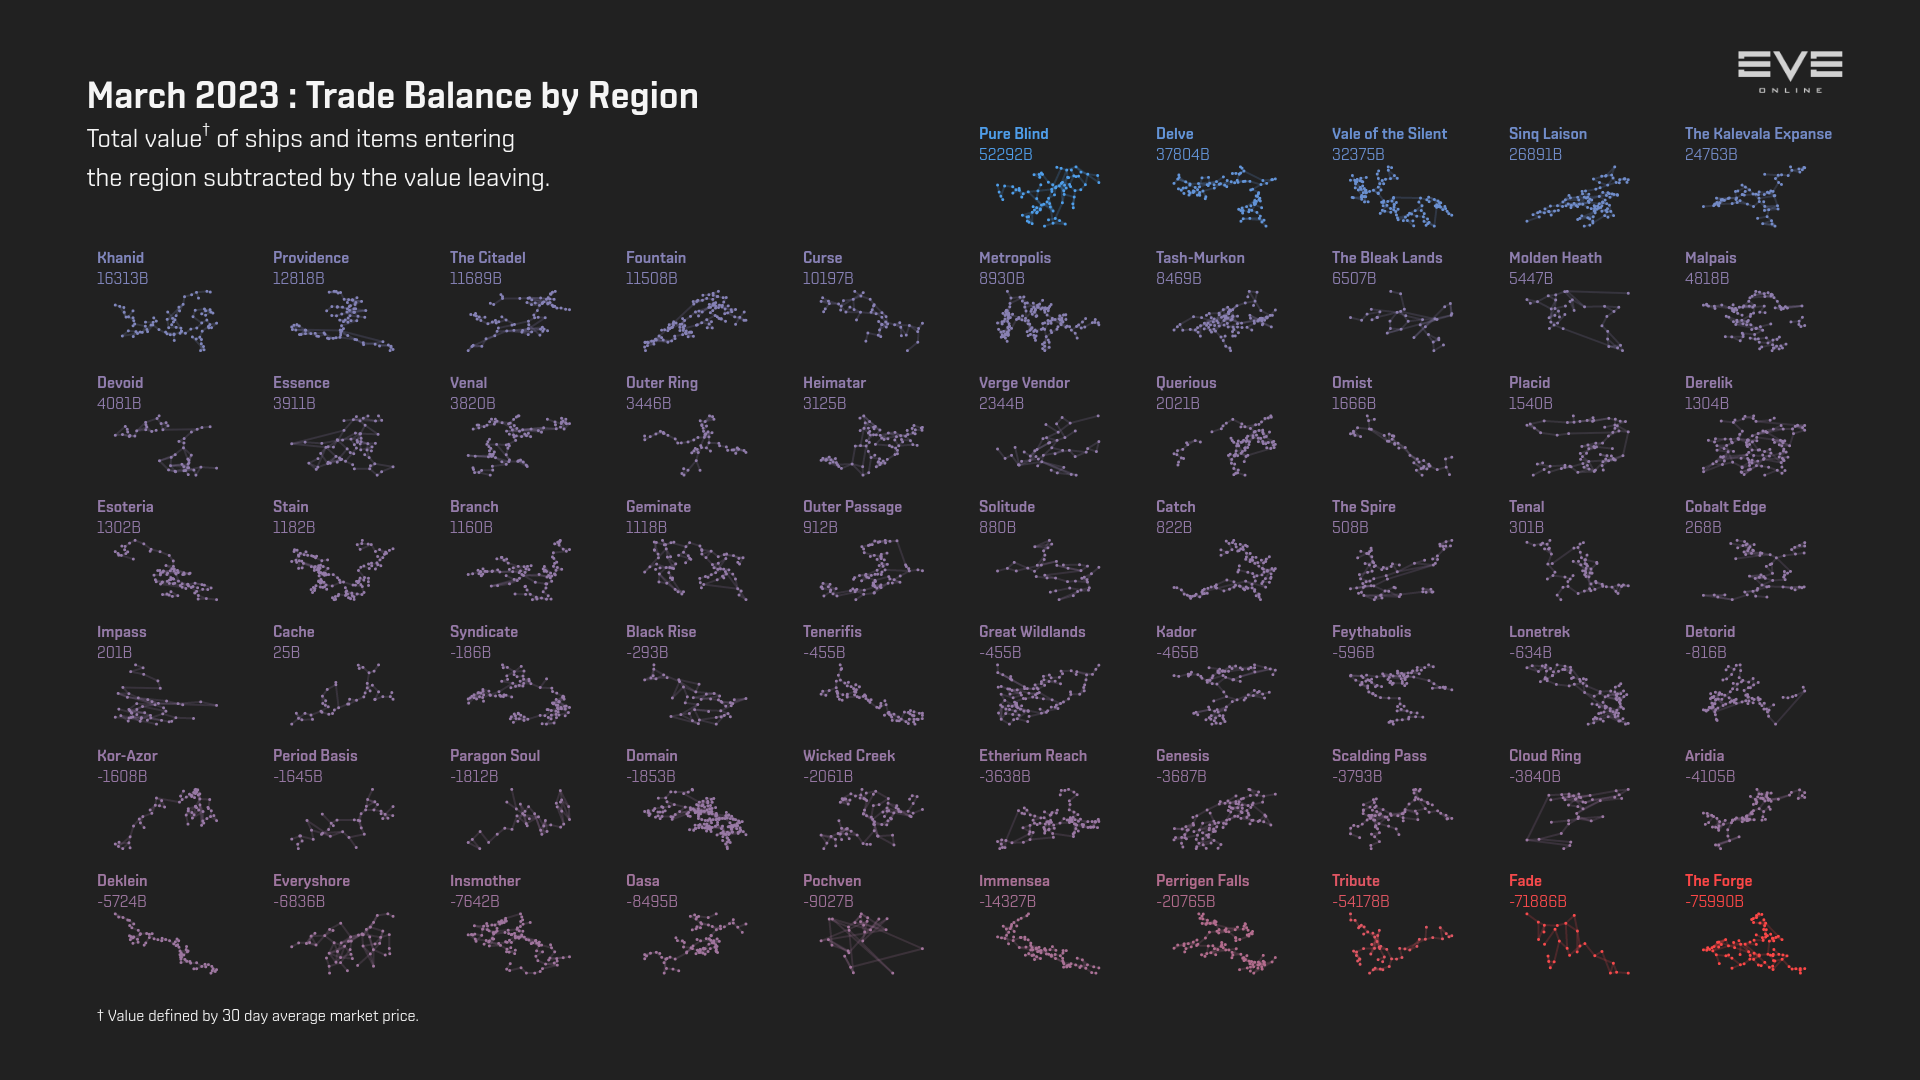 EVE
ONLINE
March 2023 : Trade Balance by Region
Total value† of ships and items entering
the region subtracted by the value leaving.
Pure Blind
52292B
Delve
37804B
Vale of the Silent
32375B
Sinq Laison
26891B
The Kalevala Expanse
24763B
Khanid
16313B
Providence
12818B
The Citadel
11689B
Fountain
11508B
Curse
10197B
Metropolis
8930B
Tash-Murkon
8469B
The Bleak Lands
6507B
Molden Heath
5447B
Malpais
4818B
Devoid
4081B
Essence
3911B
Venal
3820B
Outer Ring
3446B
Heimatar
3125B
Verge Vendor
2344B
Querious
2021B
Omist
1666B
Placid
1540B
Derelik
1304B
Esoteria
1302B
Stain
1182B
Branch
1160B
Geminate
1118B
Outer Passage
912B
Solitude
880B
Catch
822B
The Spire
508B
Tenal
301B
Cobalt Edge
268B
Impass
201B
Cache
25B
Syndicate
-186B
Black Rise
-293B
Tenerifis
-455B
Great Wildlands
-455B
Kador
-465B
Feythabolis
-596B
Lonetrek
-634B
Detorid
-816B
Kor-Azor
-1608B
Period Basis
-1645B
Paragon Soul
-1812B
Domain
-1853B
Wicked Creek
-2061B
Etherium Reach
-3638B
Genesis
-3687B
Scalding Pass
-3793B
Cloud Ring
-3840B
Aridia
-4105B
Deklein
-5724B
Everyshore
-6836B
Insmother
-7642B
Oasa
-8495B
Pochven
-9027B
Immensea
-14327B
Perrigen Falls
-20765B
Tribute
-54178B
Fade
-71886B
The Forge
-75990B
† Value defined by 30 day average market price.